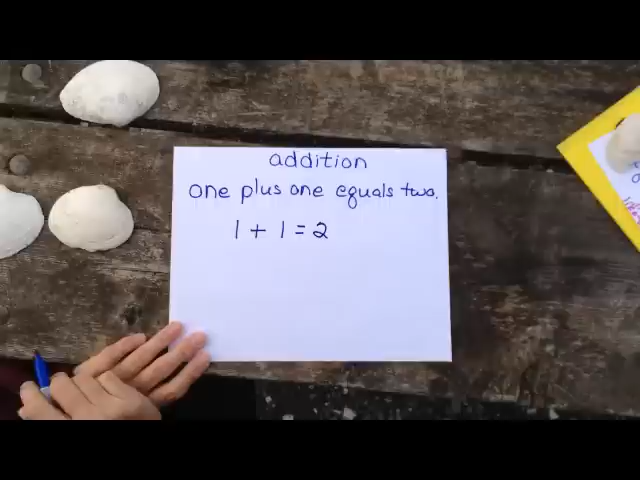 addition
one plus one equals two.
1 + 1 = 2